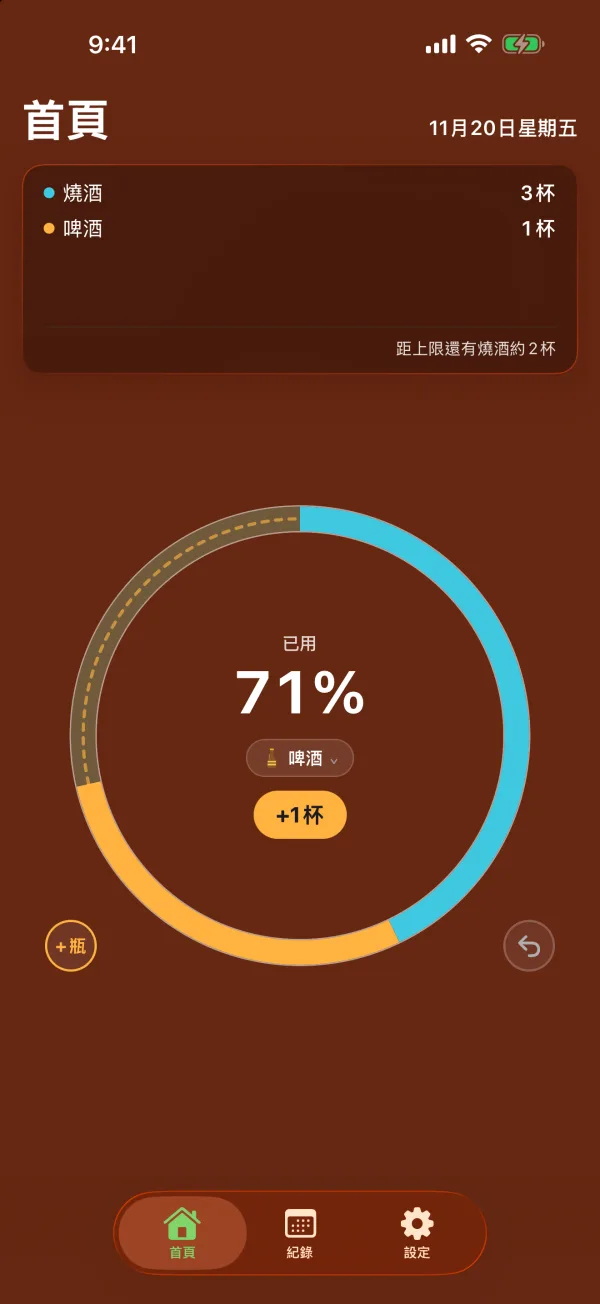 9:41
首頁
11月20日星期五
燒酒 3杯
啤酒 1杯
距上限還有燒酒約2杯
已用
71%
啤酒
+1杯
+瓶
首頁 紀錄 設定